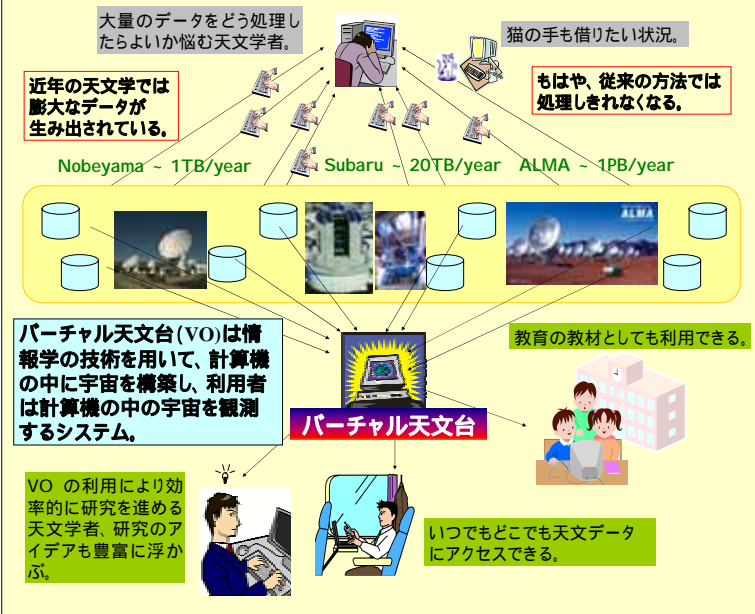 大量のデータをどう処理し
たらよいか悩む天文学者。
猫の手も借りたい状況。
近年の天文学では
膨大なデータが
生み出されている。
もはや、従来の方法では
処理しきれなくなる。
Nobeyama ~ 1TB/year
Subaru ~ 20TB/year
ALMA ~ 1PB/year
ALMA
バーチャル天文台(VO)は情
報学の技術を用いて、計算機
の中に宇宙を構築し、利用者
は計算機の中の宇宙を観測
するシステム。
バーチャル天文台
教育の教材としても利用できる。
VO の利用により効
率的に研究を進める
天文学者、研究のア
イデアも豊富に浮か
ぶ。
いつでもどこでも天文データ
にアクセスできる。